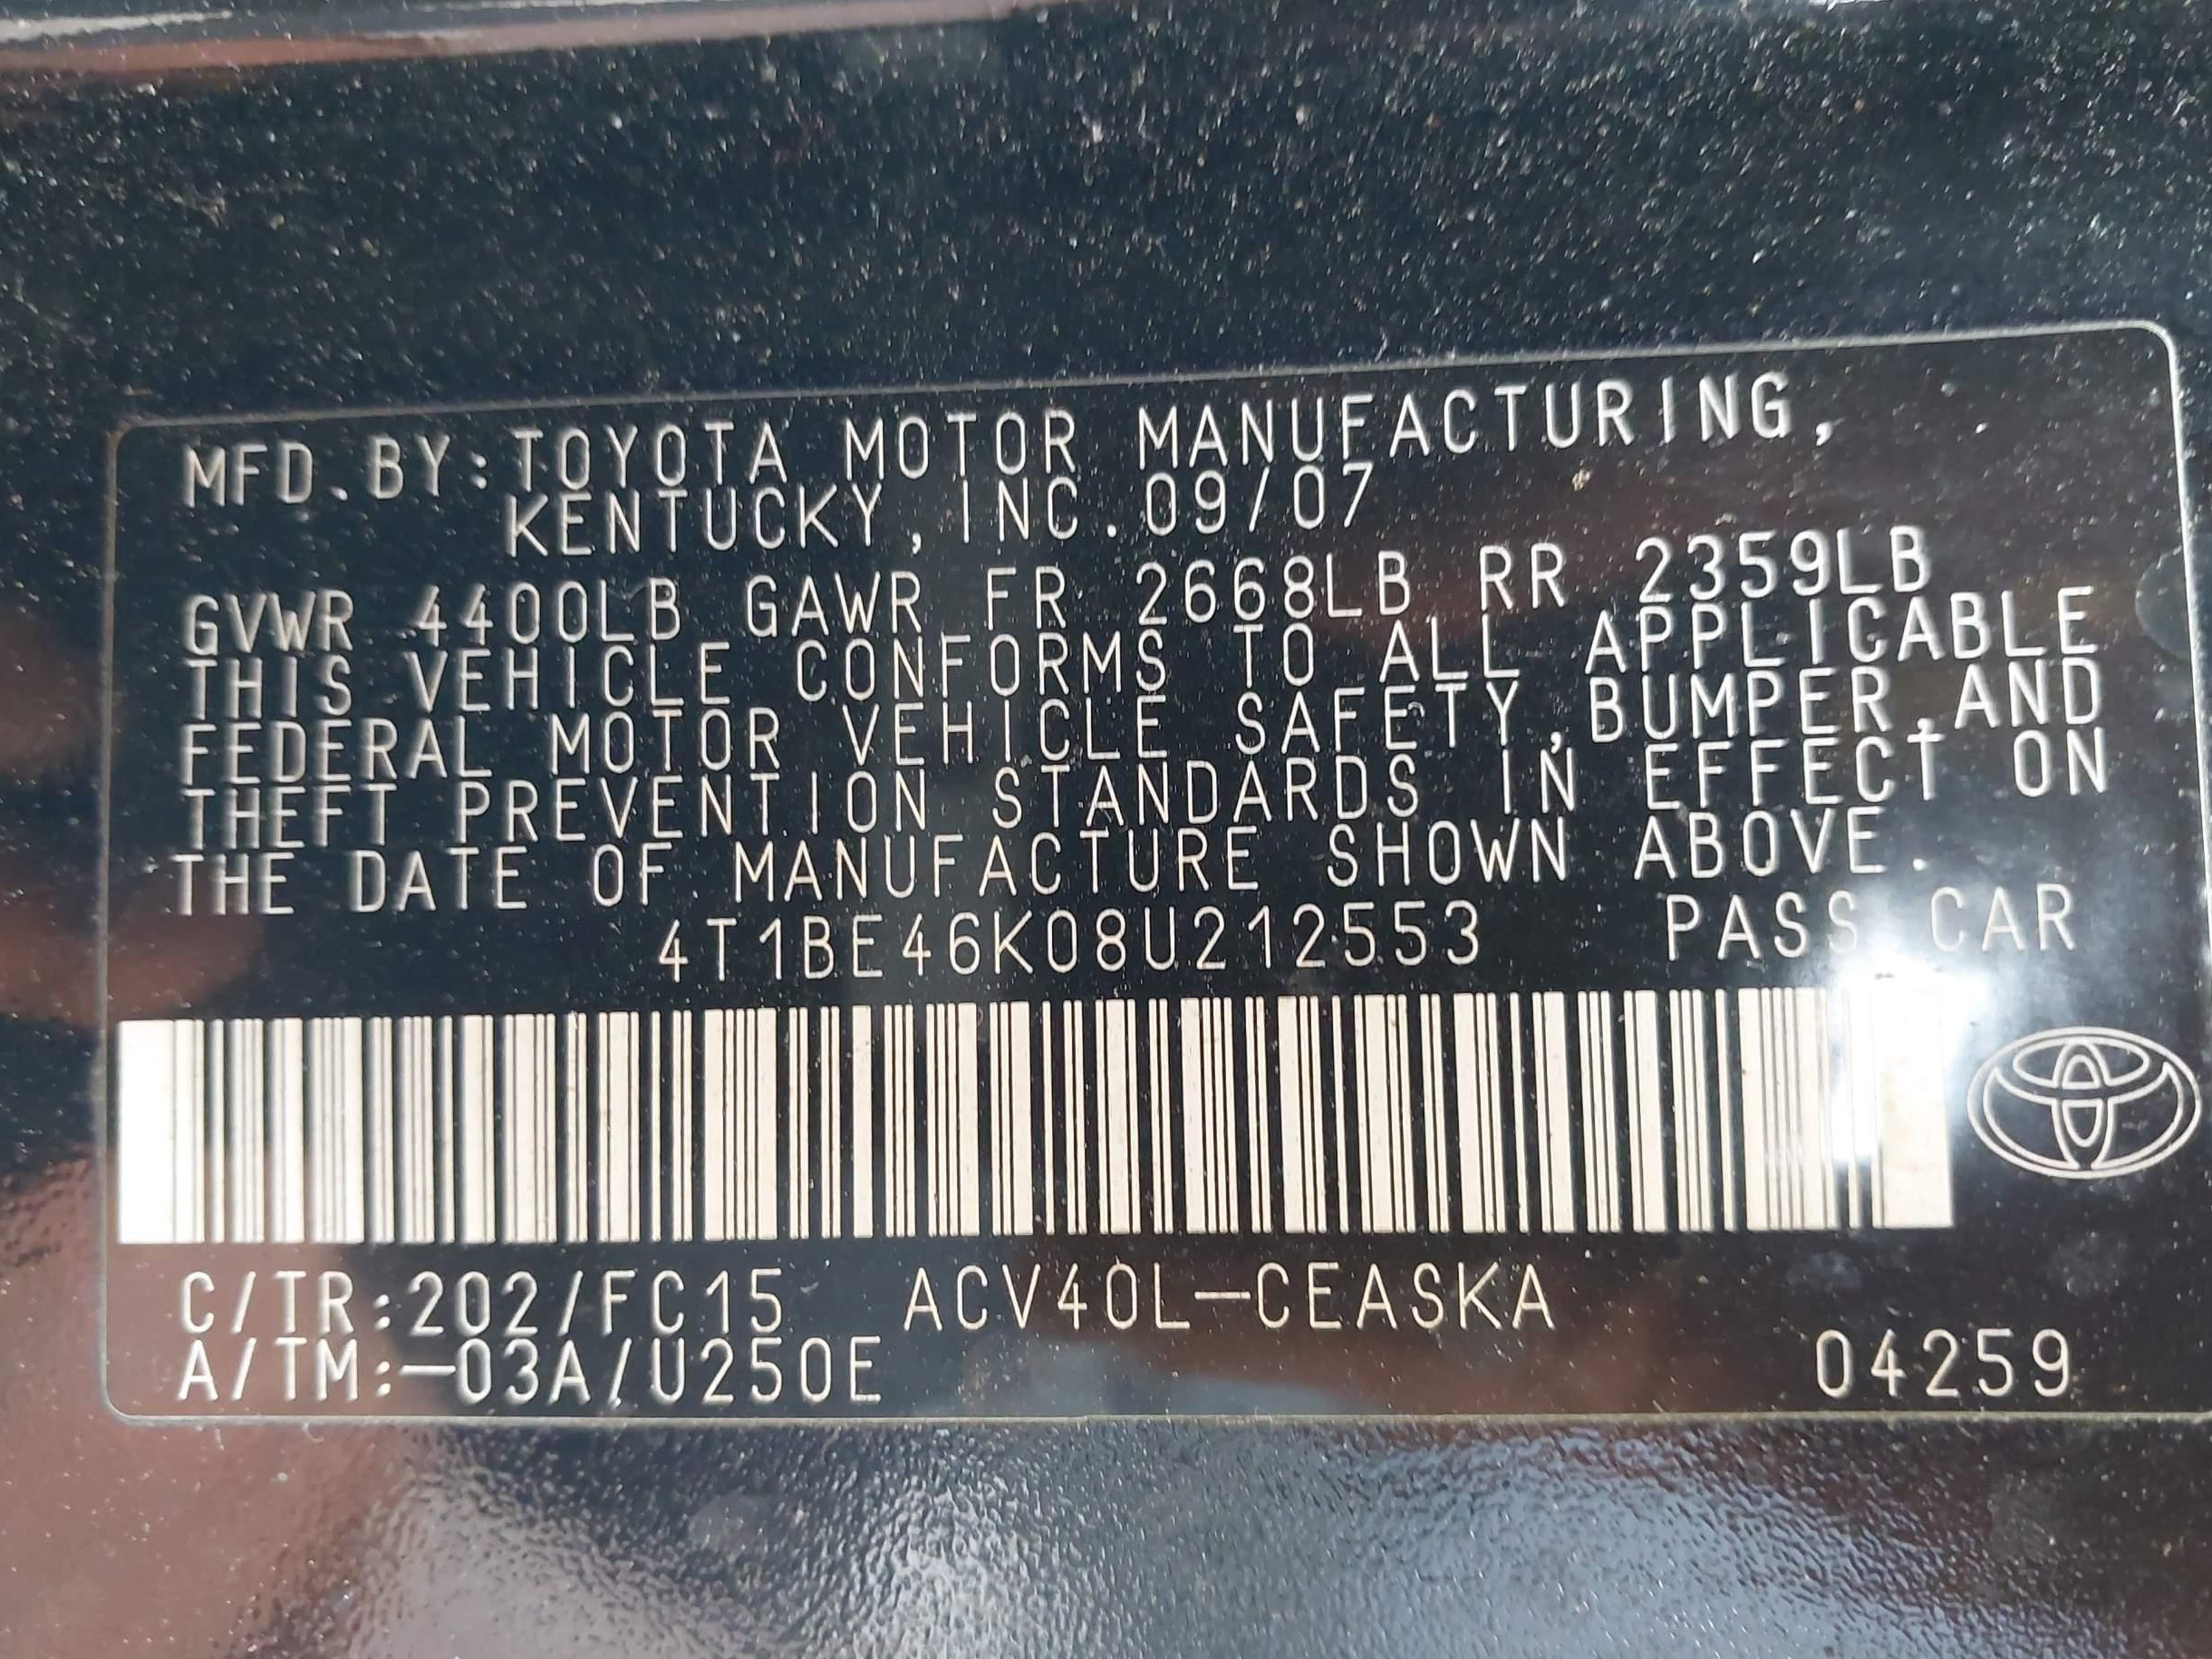 MFD.BY:TOYOTA MOTOR MANUFACTURING,
KENTUCKY,INC.09/07
GVWR 4400LB GAWR FR 2668LB RR 2359LB
THIS VEHICLE CONFORMS TO ALL APPLICABLE
FEDERAL MOTOR VEHICLE SAFETY,BUMPER,AND
THEFT PREVENTION STANDARDS IN EFFECT ON
THE DATE OF MANUFACTURE SHOWN ABOVE.
4T1BE46K08U212553 PASS CAR
C/TR:202/FC15 ACV40L-CEASKA
A/TM:-03A/U250E 04259